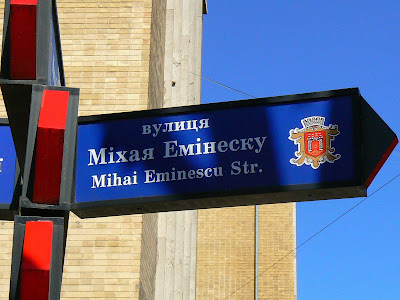 вулиця
Міхая Емінеску
Mihai Eminescu Str.